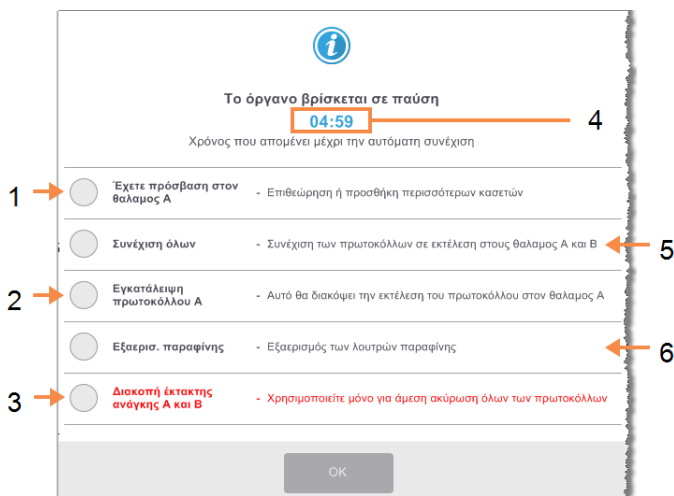 Το όργανο βρίσκεται σε παύση
04:59
4
Χρόνος που απομένει μέχρι την αυτόματη συνέχιση
1
Έχετε πρόσβαση στον
θαλαμος A
- Επιθεώρηση ή προσθήκη περισσότερων κασετών
Συνέχιση όλων
- Συνέχιση των πρωτοκόλλων σε εκτέλεση στους θαλαμος A και B
5
2
Εγκατάλειψη
πρωτοκόλλου A
- Αυτό θα διακόψει την εκτέλεση του πρωτοκόλλου στον θαλαμος A
Εξαερισ. παραφίνης
- Εξαερισμός των λουτρών παραφίνης
6
3
Διακοπή έκτακτης
ανάγκης A και B
- Χρησιμοποιείτε μόνο για άμεση ακύρωση όλων των πρωτοκόλλων
OK